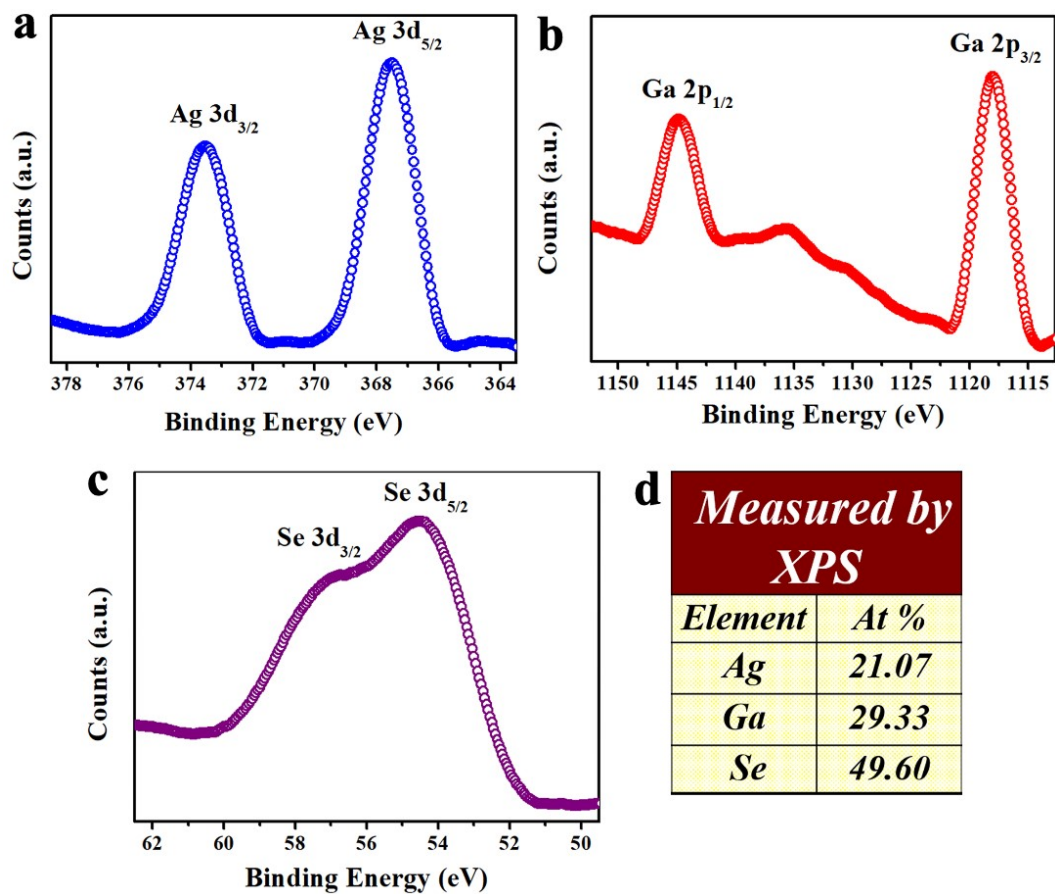 a
Ag 3d5/2
Ag 3d3/2
Counts (a.u.)
378 376 374 372 370 368 366 364
Binding Energy (eV)
b
Ga 2p3/2
Ga 2p1/2
Counts (a.u.)
1150 1145 1140 1135 1130 1125 1120 1115
Binding Energy (eV)
c
Se 3d5/2
Se 3d3/2
Counts (a.u.)
62 60 58 56 54 52 50
Binding Energy (eV)
d
Measured by
XPS
Element At %
Ag 21.07
Ga 29.33
Se 49.60